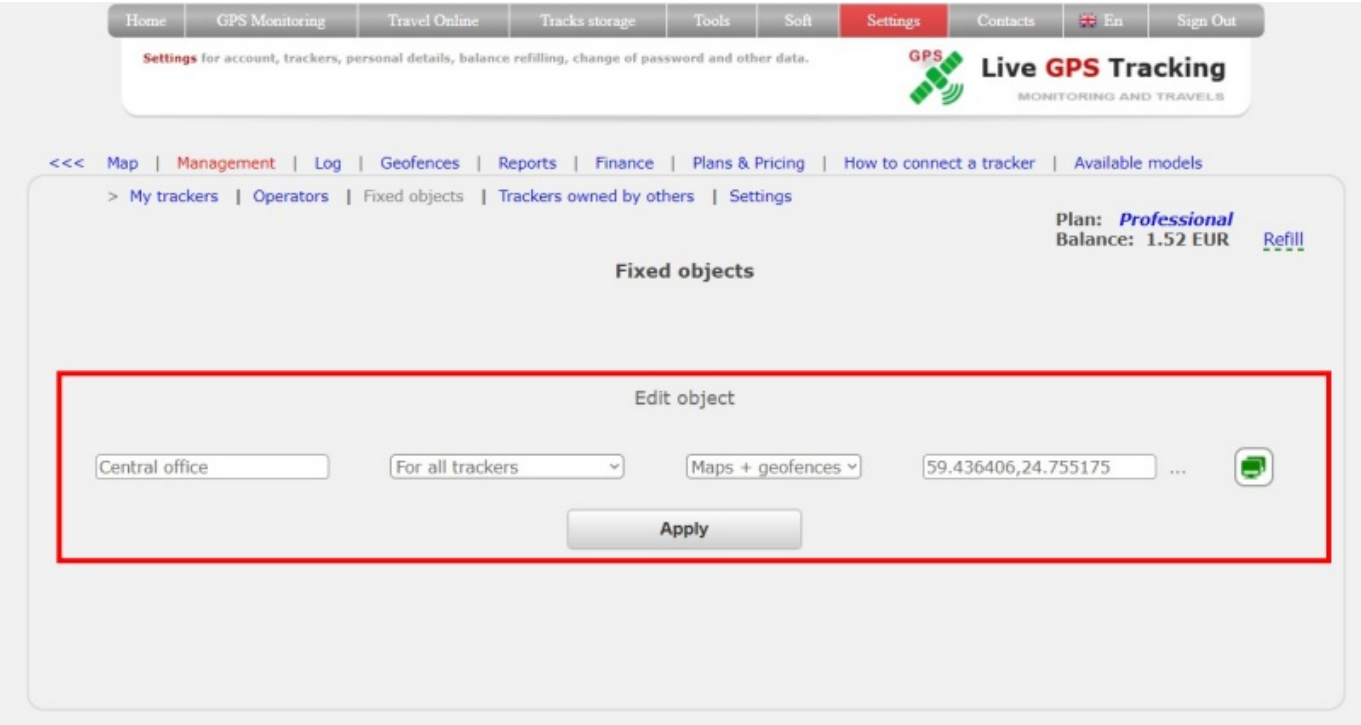 Home GPS Monitoring Travel Online Tracks storage Tools Soft Settings Contacts En Sign Out
Settings for account, trackers, personal details, balance refilling, change of password and other data.
GPS
Live GPS Tracking
MONITORING AND TRAVELS
<<< Map | Management | Log | Geofences | Reports | Finance | Plans & Pricing | How to connect a tracker | Available models
> My trackers | Operators | Fixed objects | Trackers owned by others | Settings
Plan: Professional
Balance: 1.52 EUR Refill
Fixed objects
Edit object
Central office For all trackers Maps + geofences 59.436406,24.755175 ...
Apply